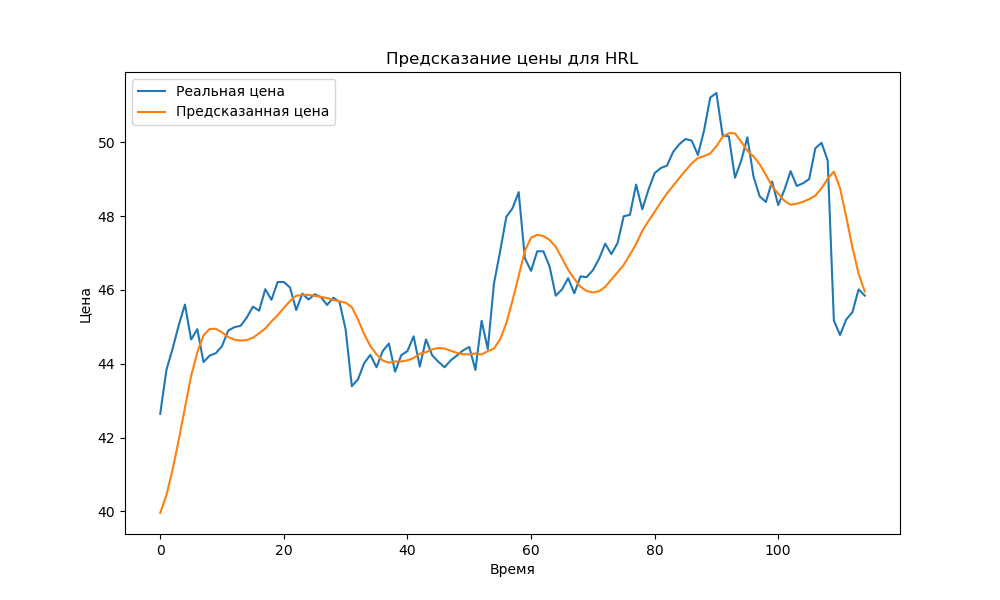 Предсказание цены для HRL
Реальная цена
Предсказанная цена
50
48
46
44
42
40
Цена
0 20 40 60 80 100
Время